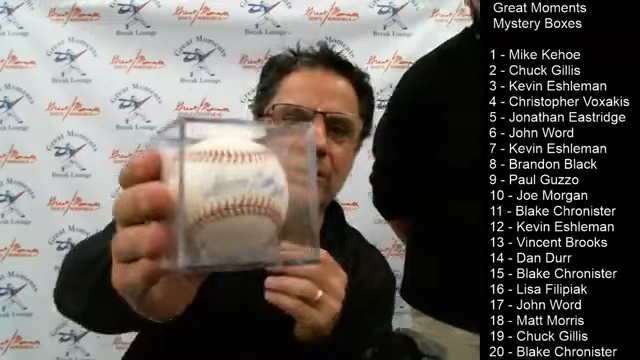 Great Moments
Mystery Boxes
1 - Mike Kehoe
2 - Chuck Gillis
3 - Kevin Eshleman
4 - Christopher Voxakis
5 - Jonathan Eastridge
6 - John Word
7 - Kevin Eshleman
8 - Brandon Black
9 - Paul Guzzo
10 - Joe Morgan
11 - Blake Chronister
12 - Kevin Eshleman
13 - Vincent Brooks
14 - Dan Durr
15 - Blake Chronister
16 - Lisa Filipiak
17 - John Word
18 - Matt Morris
19 - Chuck Gillis
20 - Blake Chronister
Great Moments
Break Lounge
Great Moments